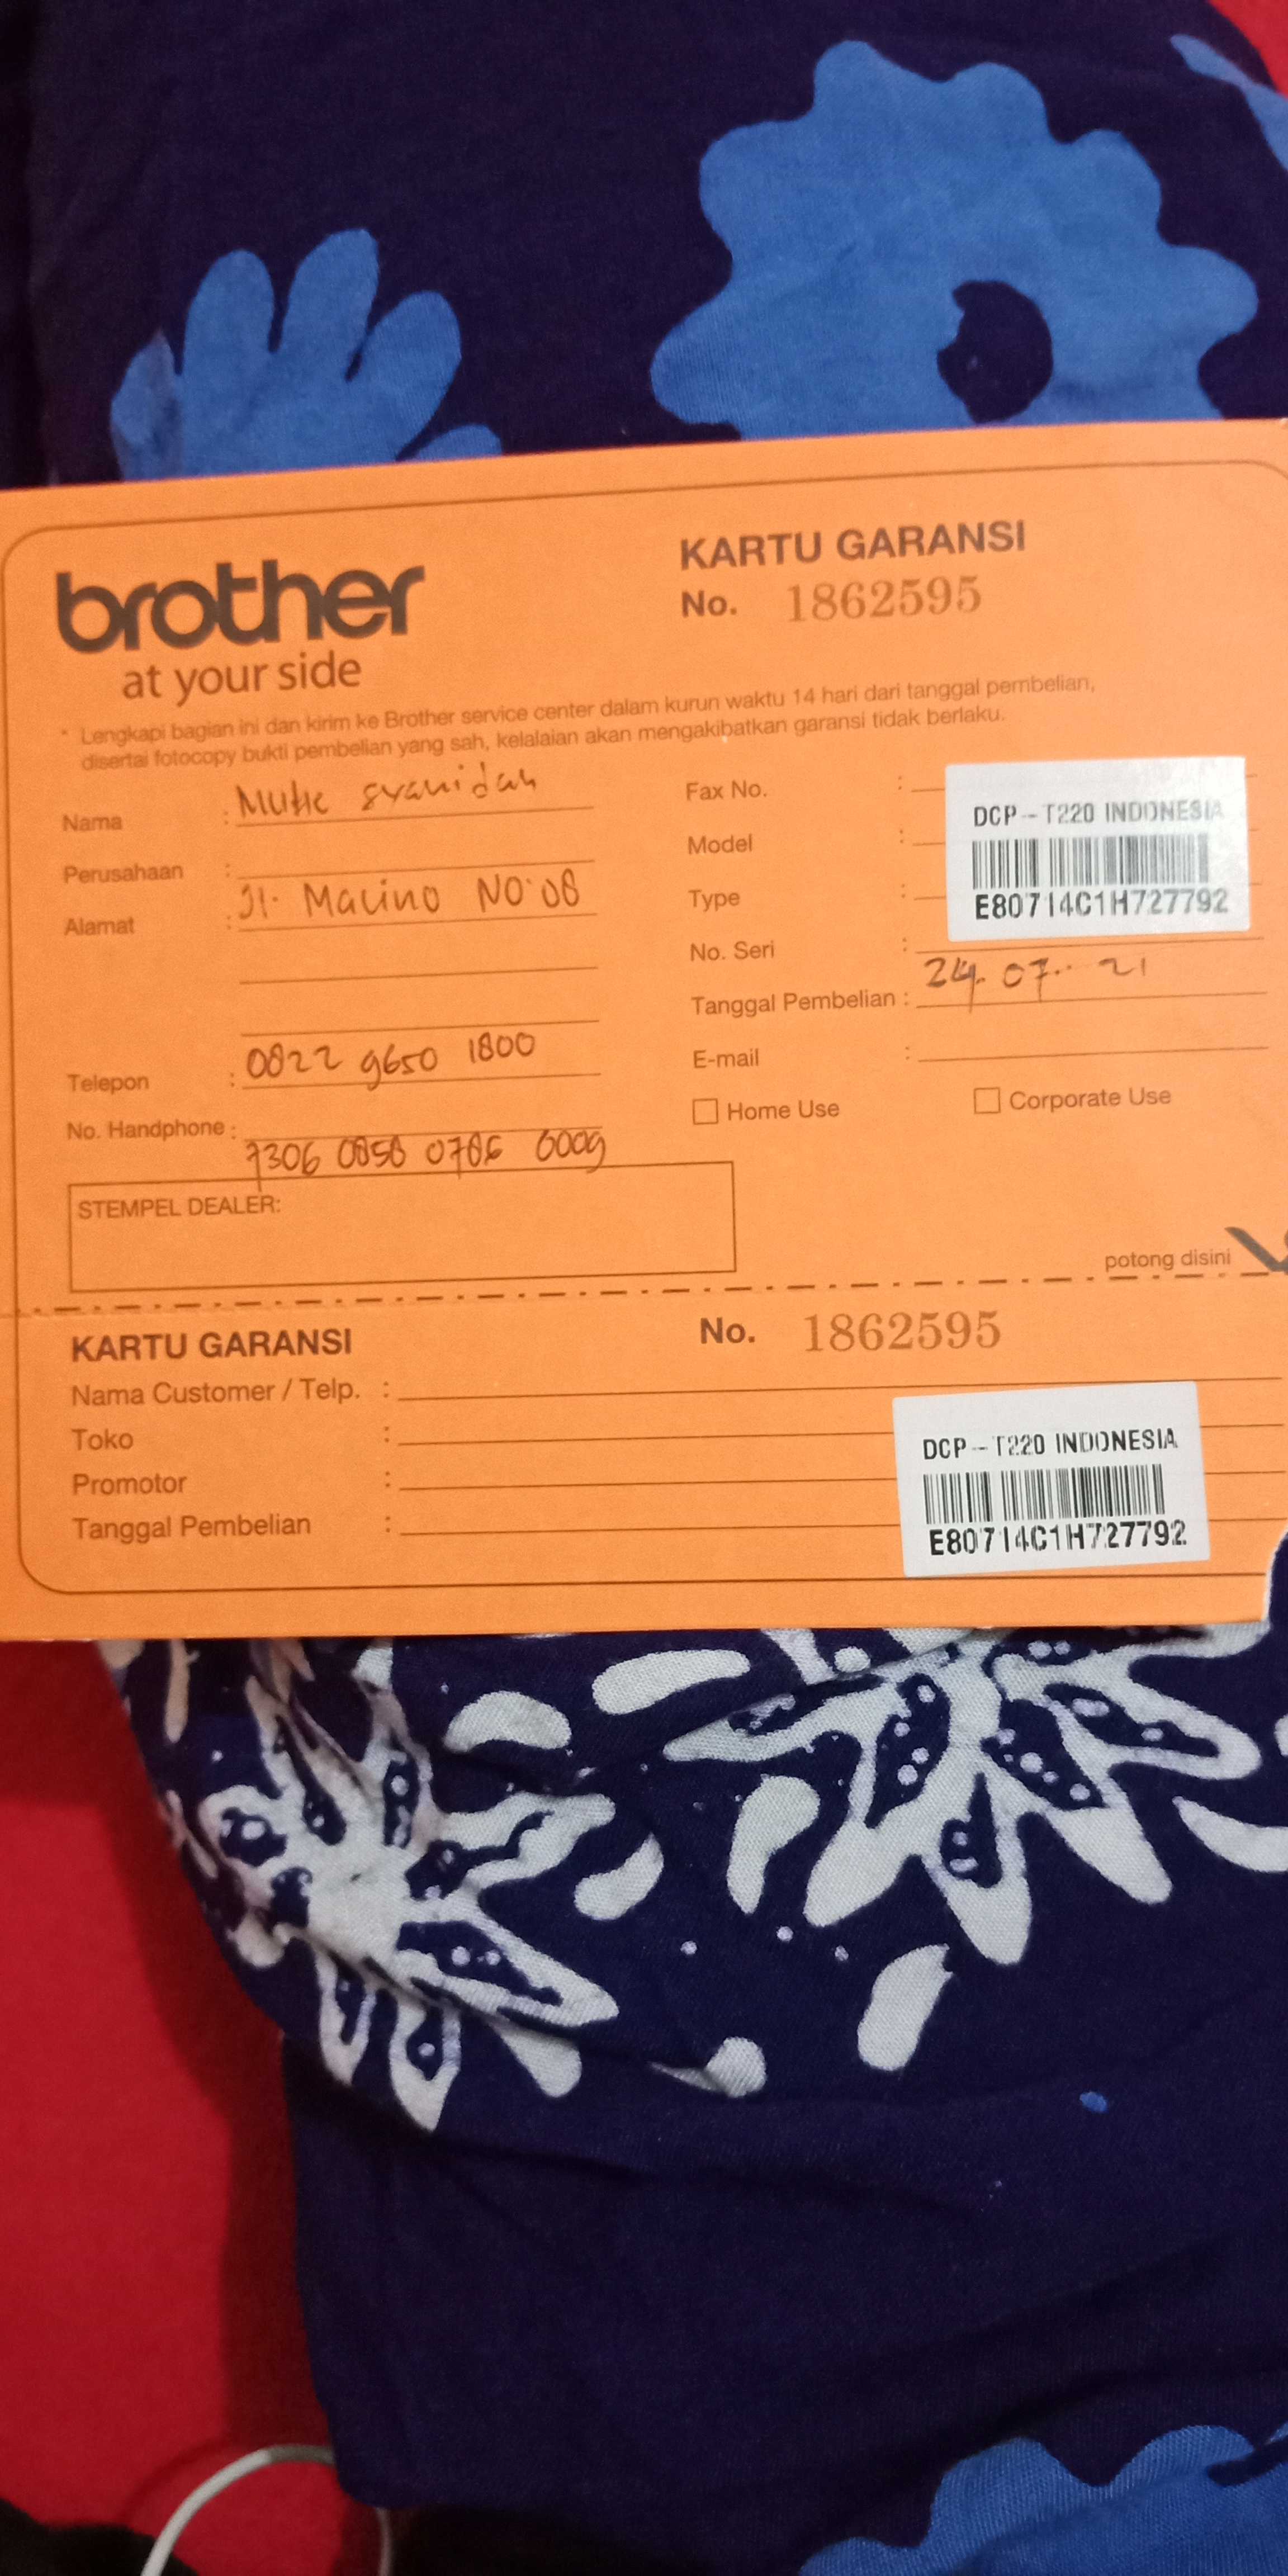 brother
at your side
KARTU GARANSI
No. 1862595
* Lengkapi bagian ini dan kirim ke Brother service center dalam kurun waktu 14 hari dari tanggal pembelian,
disertai fotocopy bukti pembelian yang sah, kelalaian akan mengakibatkan garansi tidak berlaku.
Nama :
Perusahaan :
Alamat : Jl. Malino NO.08
Telepon : 0822 9650 1800
No. Handphone :
7306 0858 0786 0009
Fax No. :
Model :
Type :
No. Seri :
DCP-T220 INDONESIA
E80714C1H727792
Tanggal Pembelian : 24. 07. 21
E-mail :
Home Use
Corporate Use
STEMPEL DEALER:
potong disini
KARTU GARANSI
No. 1862595
Nama Customer / Telp. :
Toko :
Promotor :
Tanggal Pembelian :
DCP-T220 INDONESIA
E80714C1H727792